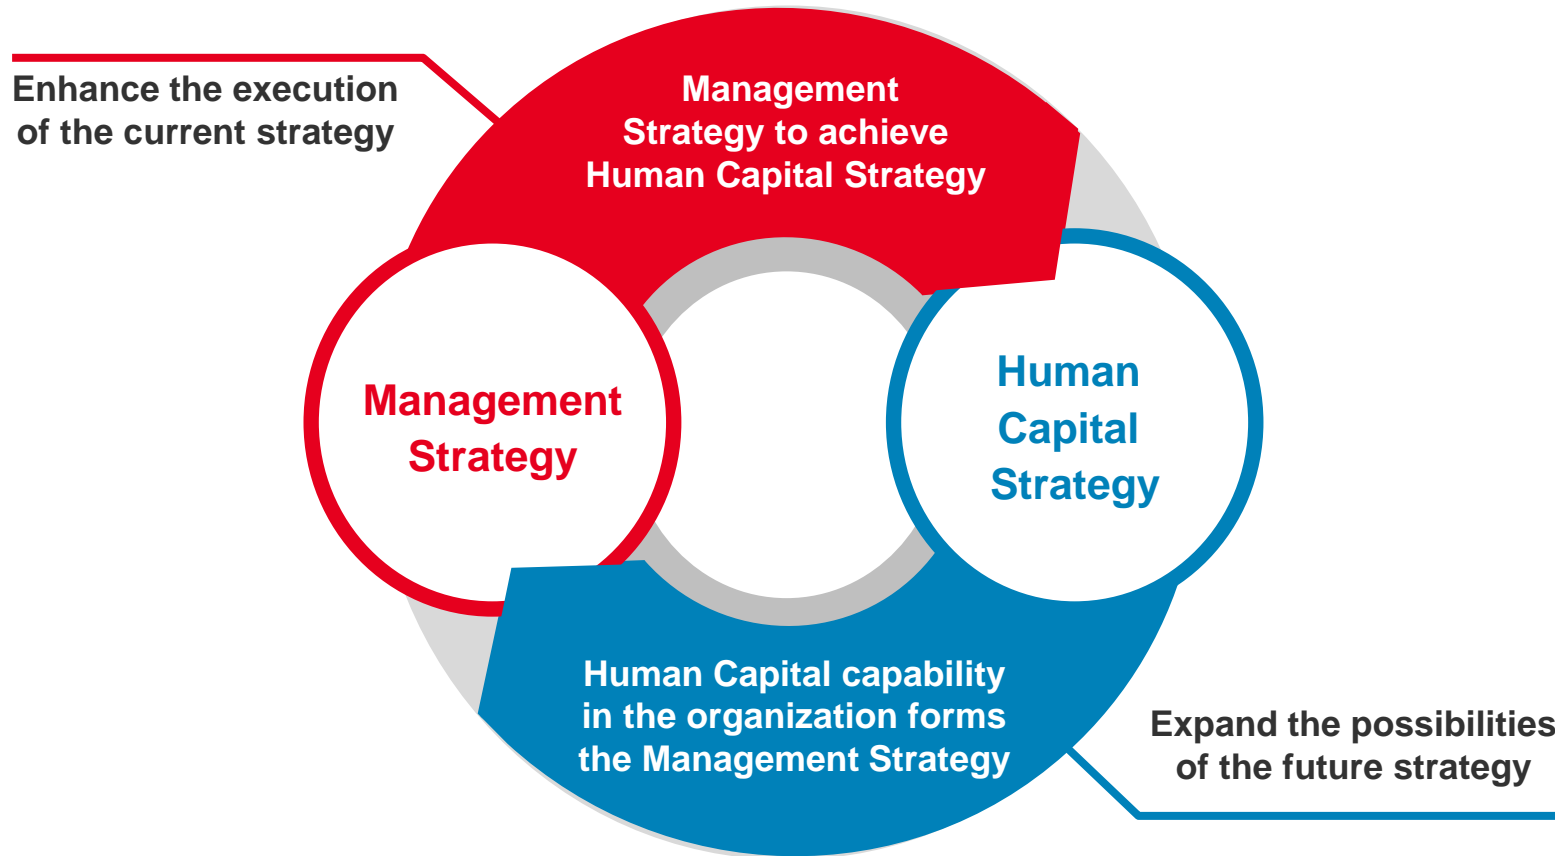 Enhance the execution
of the current strategy
Management
Strategy to achieve
Human Capital Strategy
Management
Strategy
Human
Capital
Strategy
Human Capital capability
in the organization forms
the Management Strategy
Expand the possibilities
of the future strategy